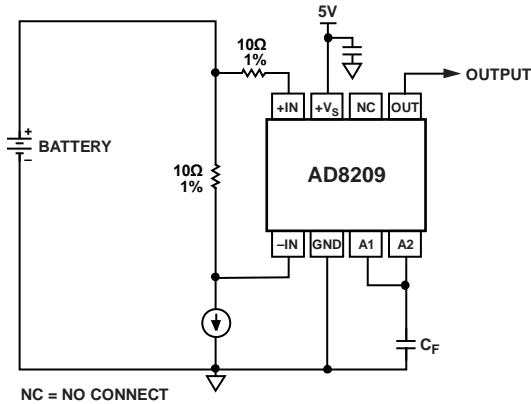 5V
10Ω
1%
OUTPUT
+IN
+VS
NC
OUT
+
BATTERY
–
10Ω
1%
AD8209
–IN
GND
A1
A2
CF
NC = NO CONNECT